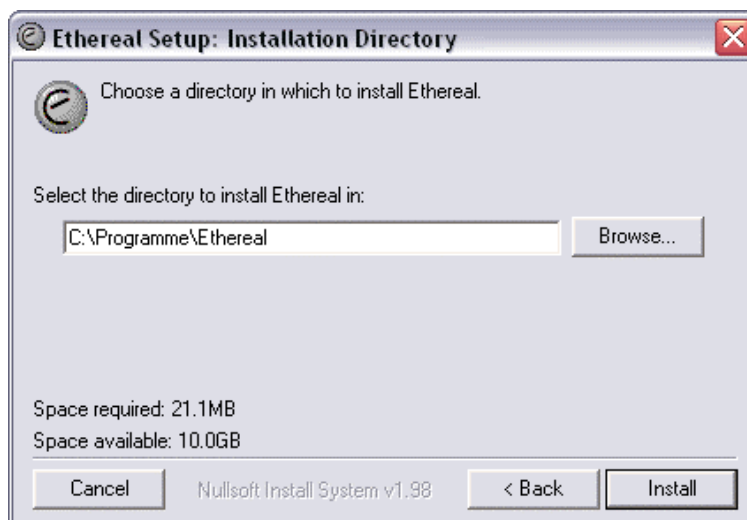 Ethereal Setup: Installation Directory
Choose a directory in which to install Ethereal.
Select the directory to install Ethereal in:
C:\Programme\Ethereal
Browse...
Space required: 21.1MB
Space available: 10.0GB
Cancel
Nullsoft Install System v1.98
< Back
Install